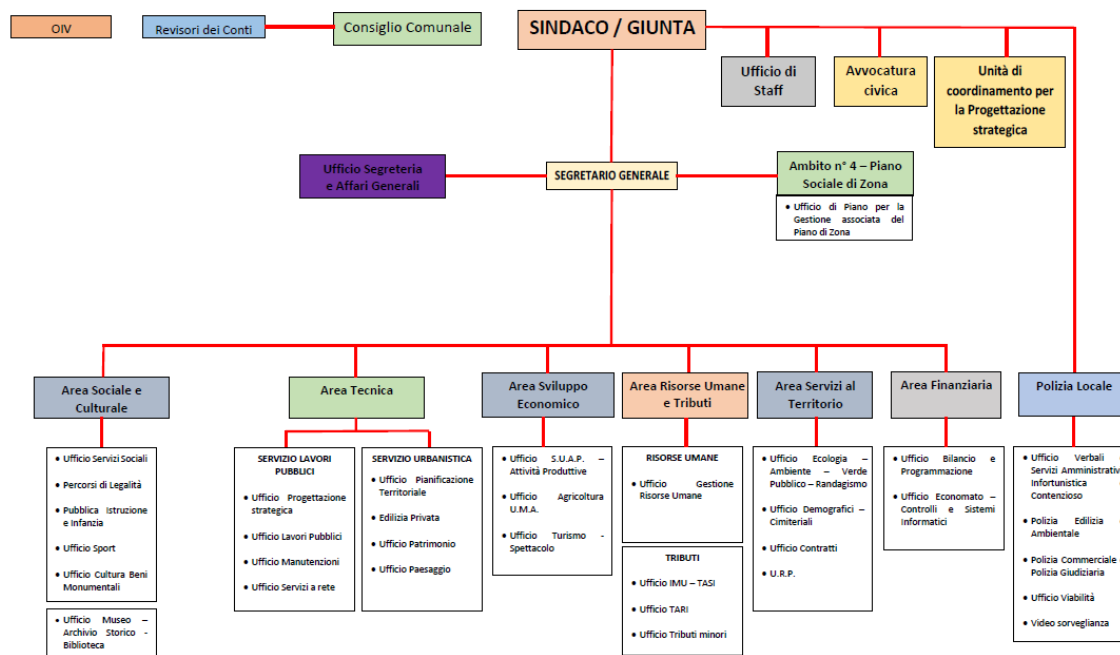 OIV
Revisori dei Conti
Consiglio Comunale
SINDACO / GIUNTA
Ufficio di
Staff
Avvocatura
civica
Unità di
coordinamento per
la Progettazione
strategica
Ufficio Segreteria
e Affari Generali
SEGRETARIO GENERALE
Ambito n° 4 – Piano
Sociale di Zona
• Ufficio di Piano per la
Gestione associata del
Piano di Zona
Area Sociale e
Culturale
Area Tecnica
Area Sviluppo
Economico
Area Risorse Umane
e Tributi
Area Servizi al
Territorio
Area Finanziaria
Polizia Locale
• Ufficio Servizi Sociali
• Percorsi di Legalità
• Pubblica Istruzione
e Infanzia
• Ufficio Sport
• Ufficio Cultura Beni
Monumentali
• Ufficio Museo –
Archivio Storico -
Biblioteca
SERVIZIO LAVORI
PUBBLICI
• Ufficio Progettazione
strategica
• Ufficio Lavori Pubblici
• Ufficio Manutenzioni
• Ufficio Servizi a rete
SERVIZIO URBANISTICA
• Ufficio Pianificazione
Territoriale
• Edilizia Privata
• Ufficio Patrimonio
• Ufficio Paesaggio
• Ufficio S.U.A.P. –
Attività Produttive
• Ufficio Agricoltura
U.M.A.
• Ufficio Turismo -
Spettacolo
RISORSE UMANE
• Ufficio Gestione
Risorse Umane
TRIBUTI
• Ufficio IMU – TASI
• Ufficio TARI
• Ufficio Tributi minori
• Ufficio Ecologia –
Ambiente – Verde
Pubblico – Randagismo
• Ufficio Demografici –
Cimiteriali
• Ufficio Contratti
• U.R.P.
• Ufficio Bilancio e
Programmazione
• Ufficio Economato –
Controlli e Sistemi
Informatici
• Ufficio Verbali
Servizi Amministrativ
Infortunistica
Contenzioso
• Polizia Edilizia
Ambientale
• Polizia Commerciale
Polizia Giudiziaria
• Ufficio Viabilità
• Video sorveglianza